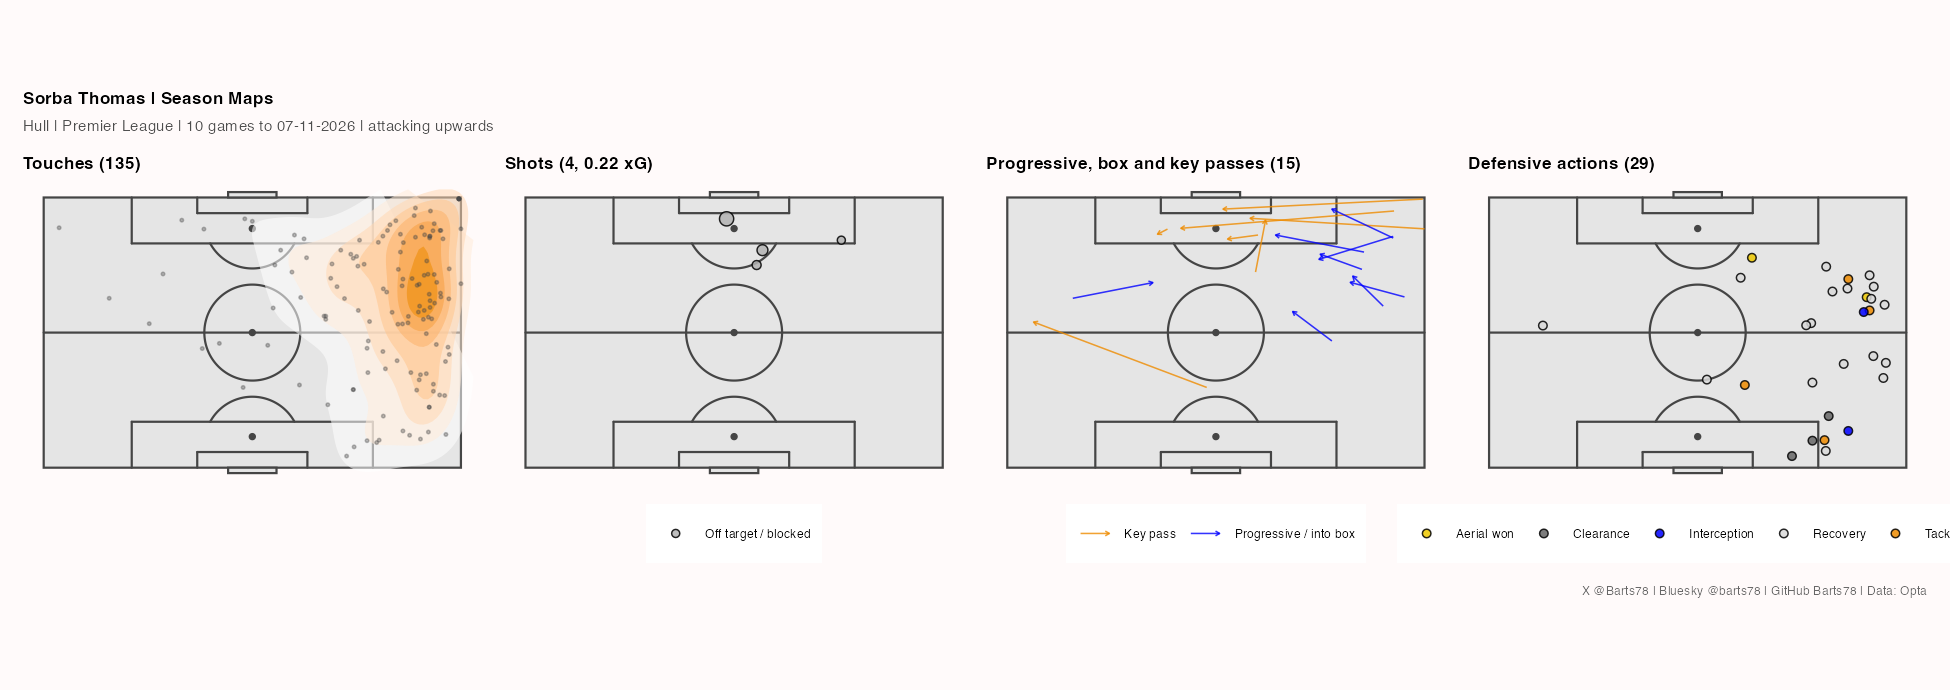 Sorba Thomas | Season Maps
Hull | Premier League | 10 games to 07-11-2026 | attacking upwards
Touches (135)
Shots (4, 0.22 xG)
Progressive, box and key passes (15)
Defensive actions (29)
Off target / blocked
Key pass
Progressive / into box
Aerial won
Clearance
Interception
Recovery
Tack
X @Barts78 | Bluesky @barts78 | GitHub Barts78 | Data: Opta